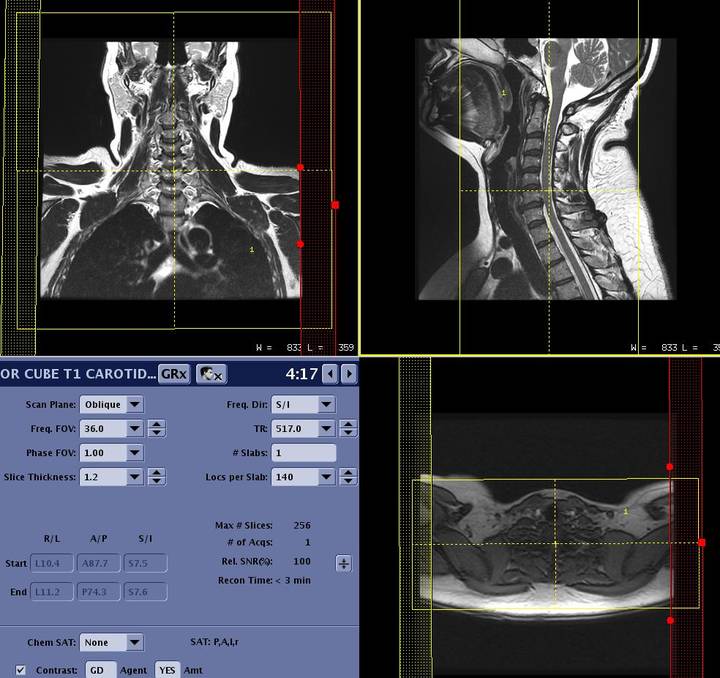 1
W = 833 L = 359
1
W = 833 L = 35
OR CUBE T1 CAROTID... GRx 4:17
Scan Plane: Oblique Freq. Dir: S/I
Freq. FOV: 36.0 TR: 517.0
Phase FOV: 1.00 # Slabs: 1
Slice Thickness: 1.2 Locs per Slab: 140
Max # Slices: 256
R/L A/P S/I # of Acqs: 1
Start L10.4 A87.7 S7.5 Rel. SNR(%): 100
Recon Time: < 3 min
End L11.2 P74.3 S7.6
Chem SAT: None SAT: P,A,l,r
Contrast: GD Agent YES Amt
1